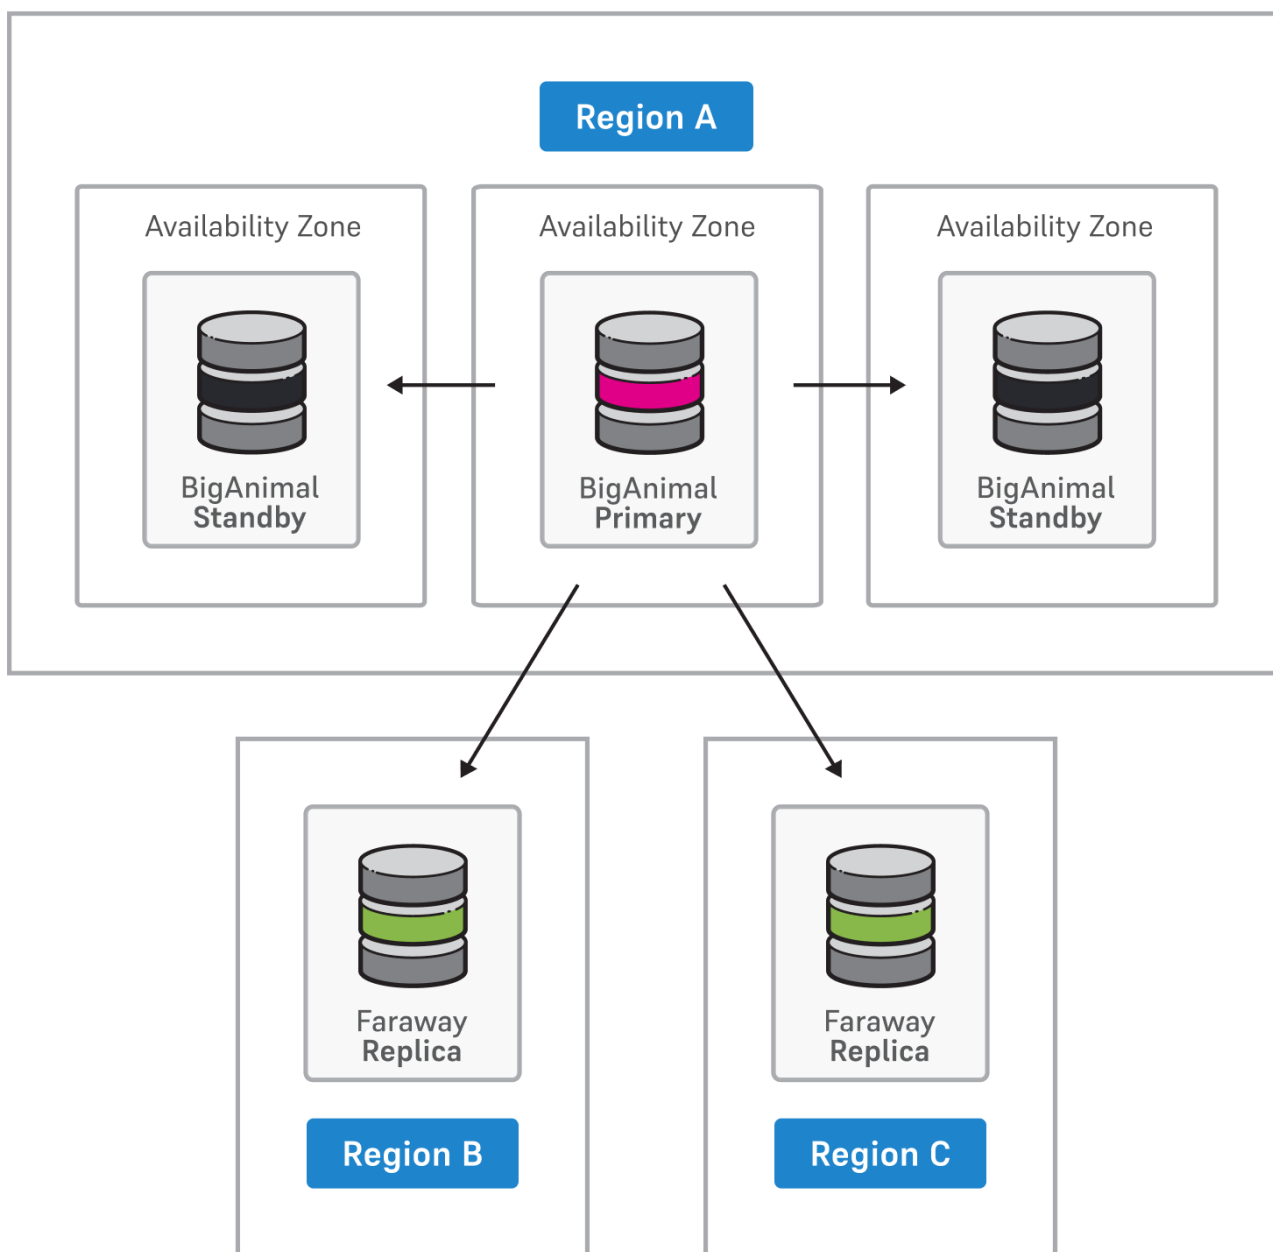 Region A
Availability Zone
Availability Zone
Availability Zone
BigAnimal
Standby
BigAnimal
Primary
BigAnimal
Standby
Faraway
Replica
Faraway
Replica
Region B
Region C